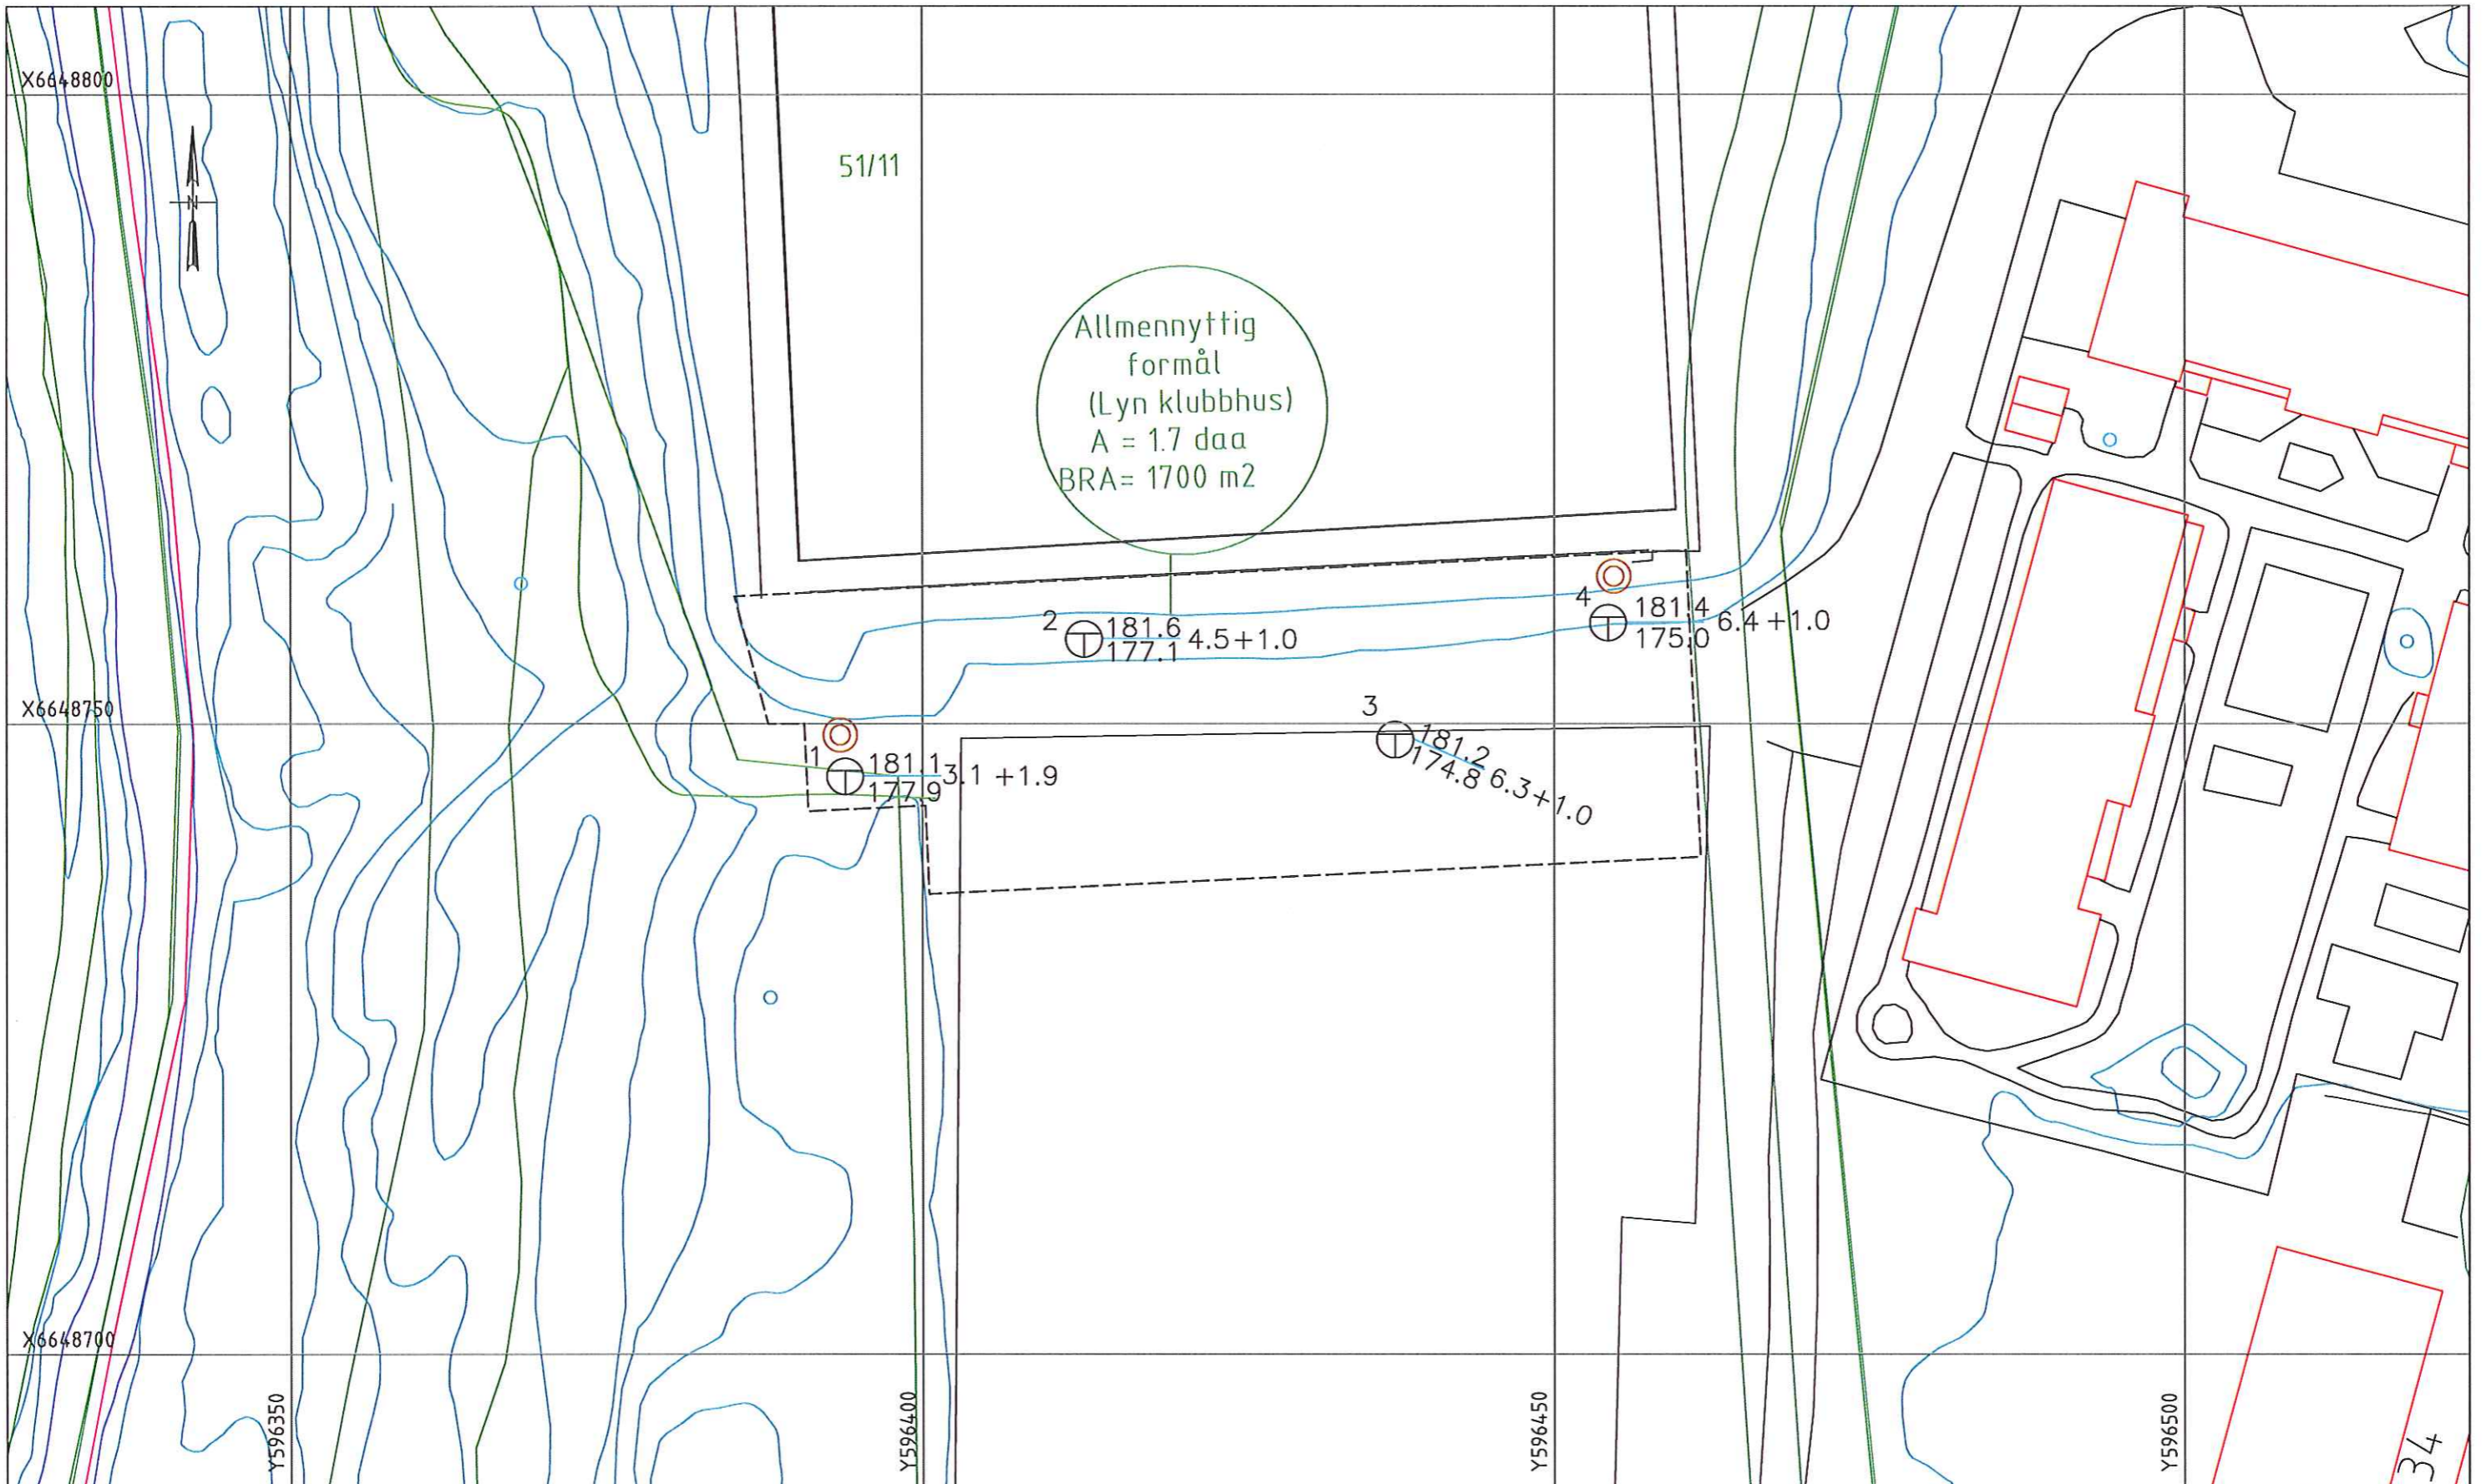 X6648800
N
51/11
Allmennyttig
formål
(Lyn klubbhus)
A = 1.7 daa
BRA= 1700 m2
2
181.6
177.1
4.5+1.0
4
181.4
175.0
6.4+1.0
X6648750
1
181.1
177.9
3.1 +1.9
3
181.2
174.8
6.3+1.0
X6648700
Y596350
Y596400
Y596450
Y596500
34